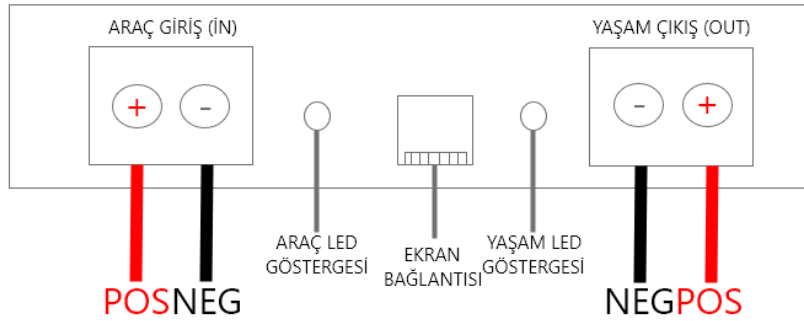 ARAÇ GİRİŞ (İN)
YAŞAM ÇIKIŞ (OUT)
+ -
- +
ARAÇ LED
GÖSTERGESİ
EKRAN
BAĞLANTISI
YAŞAM LED
GÖSTERGESİ
POSNEG
NEGPOS